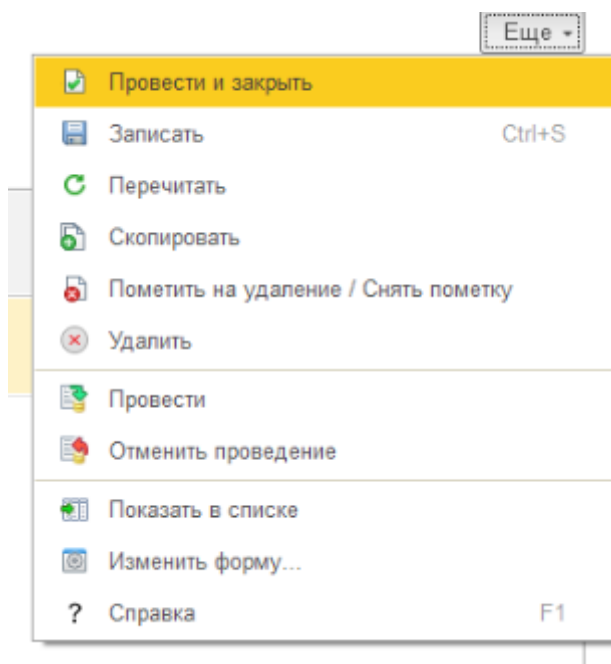 Еще
Провести и закрыть
Записать Ctrl+S
Перечитать
Скопировать
Пометить на удаление / Снять пометку
Удалить
Провести
Отменить проведение
Показать в списке
Изменить форму...
? Справка F1